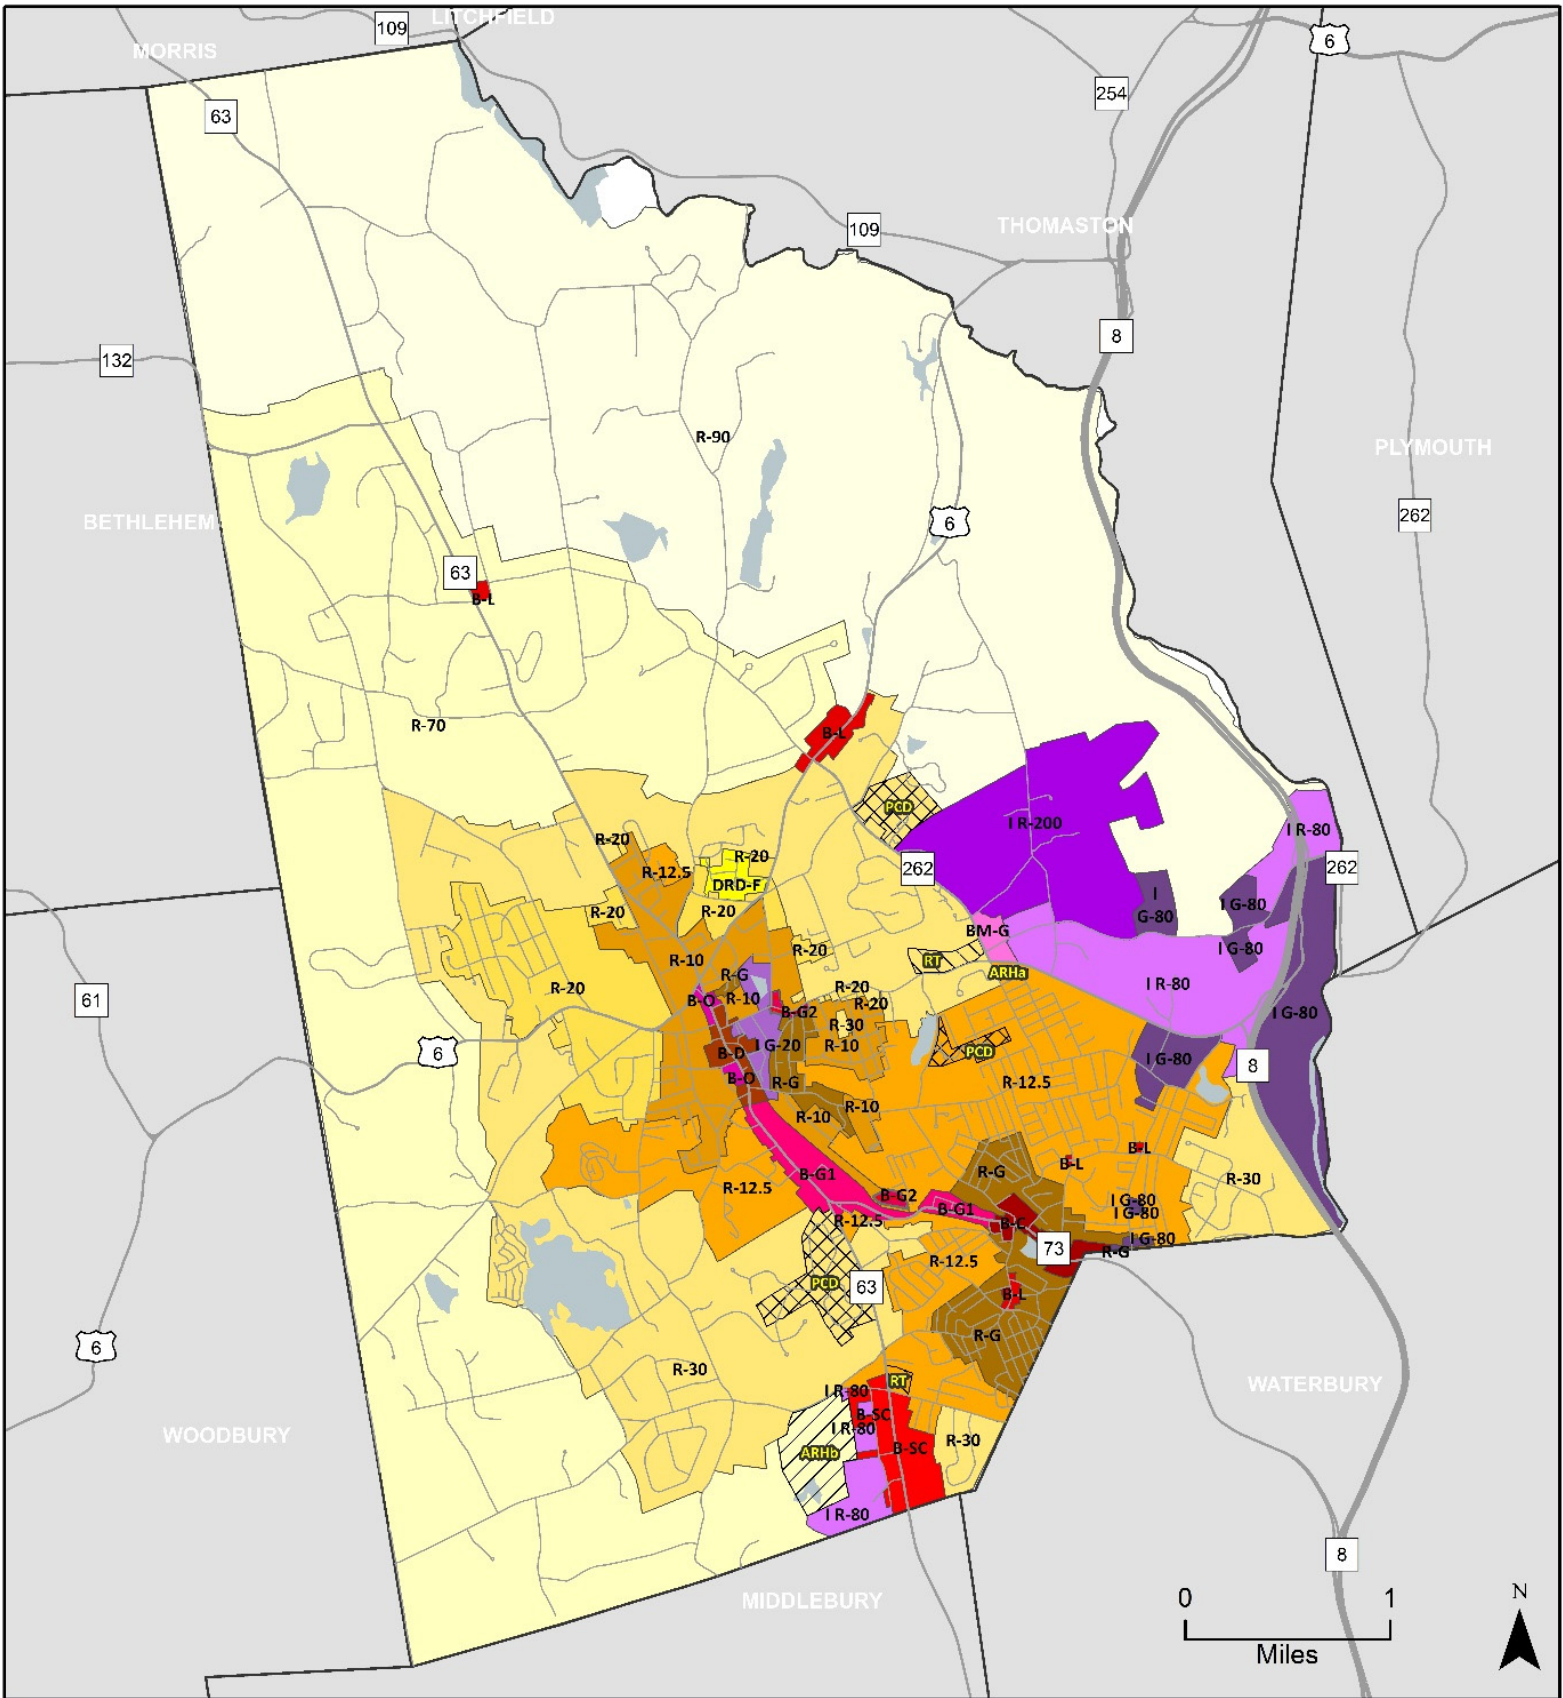 LITCHFIELD
109
MORRIS
6
254
63
109
THOMASTON
8
132
R-90
PLYMOUTH
BETHLEHEM
262
6
63
B-L
R-70
B-L
PCD
I R-200
I R-80
R-20
R-20
R-12.5
262
262
DRD-F
I
G-80
I G-80
R-20
R-20
BM-G
R-20
I G-80
R-10
RT
R-G
ARHa
R-20
R-20
I R-80
61
B-O
R-10
R-20
B-G2
I G-80
R-30
6
B-D
I G-20
R-10
PCD
I G-80
8
B-O
R-G
R-12.5
R-10
R-10
B-L
B-L
B-G1
R-G
R-30
R-12.5
B-G2
I G-80
B-G1
I G-80
R-12.5
B-C
I G-80
73
R-G
R-12.5
PCD
63
B-L
R-G
6
R-30
RT
WATERBURY
I R-80
B-SC
I R-80
WOODBURY
ARHb
B-SC
R-30
I R-80
8
MIDDLEBURY
0 1
Miles
N